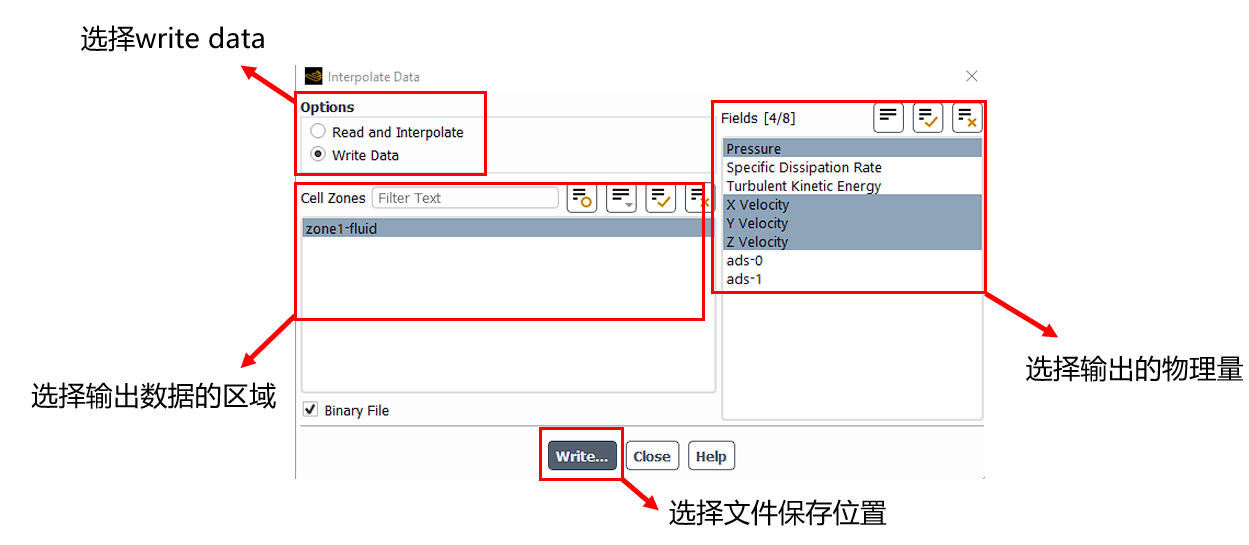 选择write data
Interpolate Data
Options
Read and Interpolate
Write Data
Cell Zones Filter Text
zone1-fluid
Binary File
Fields [4/8]
Pressure
Specific Dissipation Rate
Turbulent Kinetic Energy
X Velocity
Y Velocity
Z Velocity
ads-0
ads-1
选择输出的物理量
选择输出数据的区域
Write... Close Help
选择文件保存位置